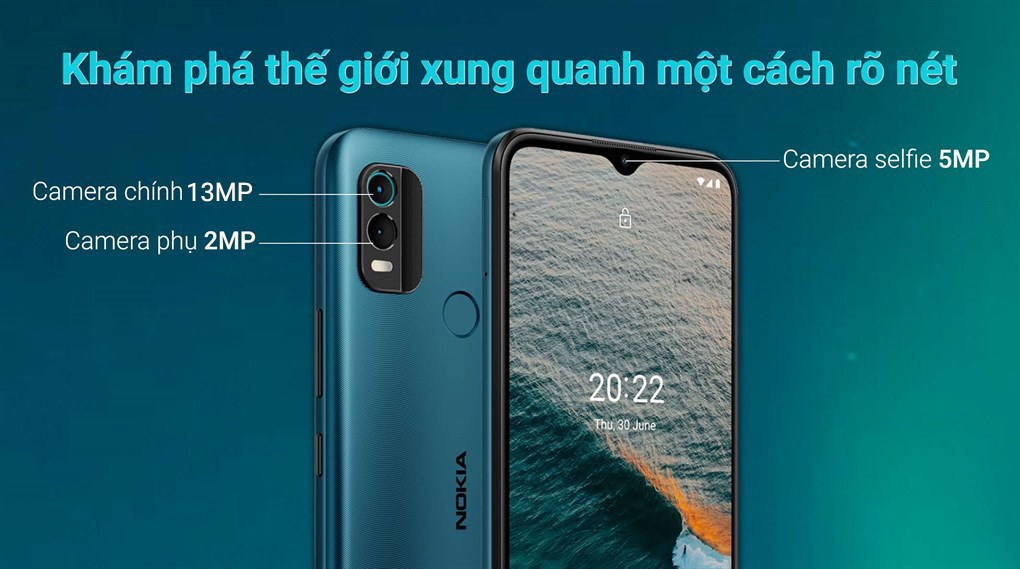 Khám phá thế giới xung quanh một cách rõ nét
Camera selfie 5MP
Camera chính 13MP
Camera phụ 2MP
20:22
Thu, 30 June
NOKIA